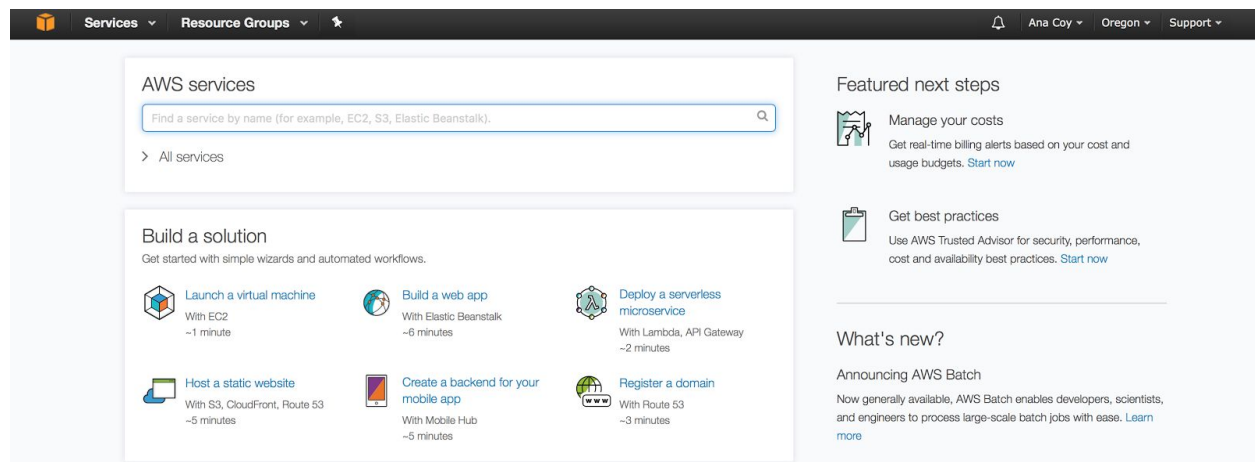 Services Resource Groups Ana Coy Oregon Support
AWS services
Find a service by name (for example, EC2, S3, Elastic Beanstalk).
All services
Build a solution
Get started with simple wizards and automated workflows.
Launch a virtual machine
With EC2
~1 minute
Build a web app
With Elastic Beanstalk
~6 minutes
Deploy a serverless
microservice
With Lambda, API Gateway
~2 minutes
Host a static website
With S3, CloudFront, Route 53
~5 minutes
Create a backend for your
mobile app
With Mobile Hub
~5 minutes
Register a domain
With Route 53
~3 minutes
Featured next steps
Manage your costs
Get real-time billing alerts based on your cost and
usage budgets. Start now
Get best practices
Use AWS Trusted Advisor for security, performance,
cost and availability best practices. Start now
What's new?
Announcing AWS Batch
Now generally available, AWS Batch enables developers, scientists,
and engineers to process large-scale batch jobs with ease. Learn
more